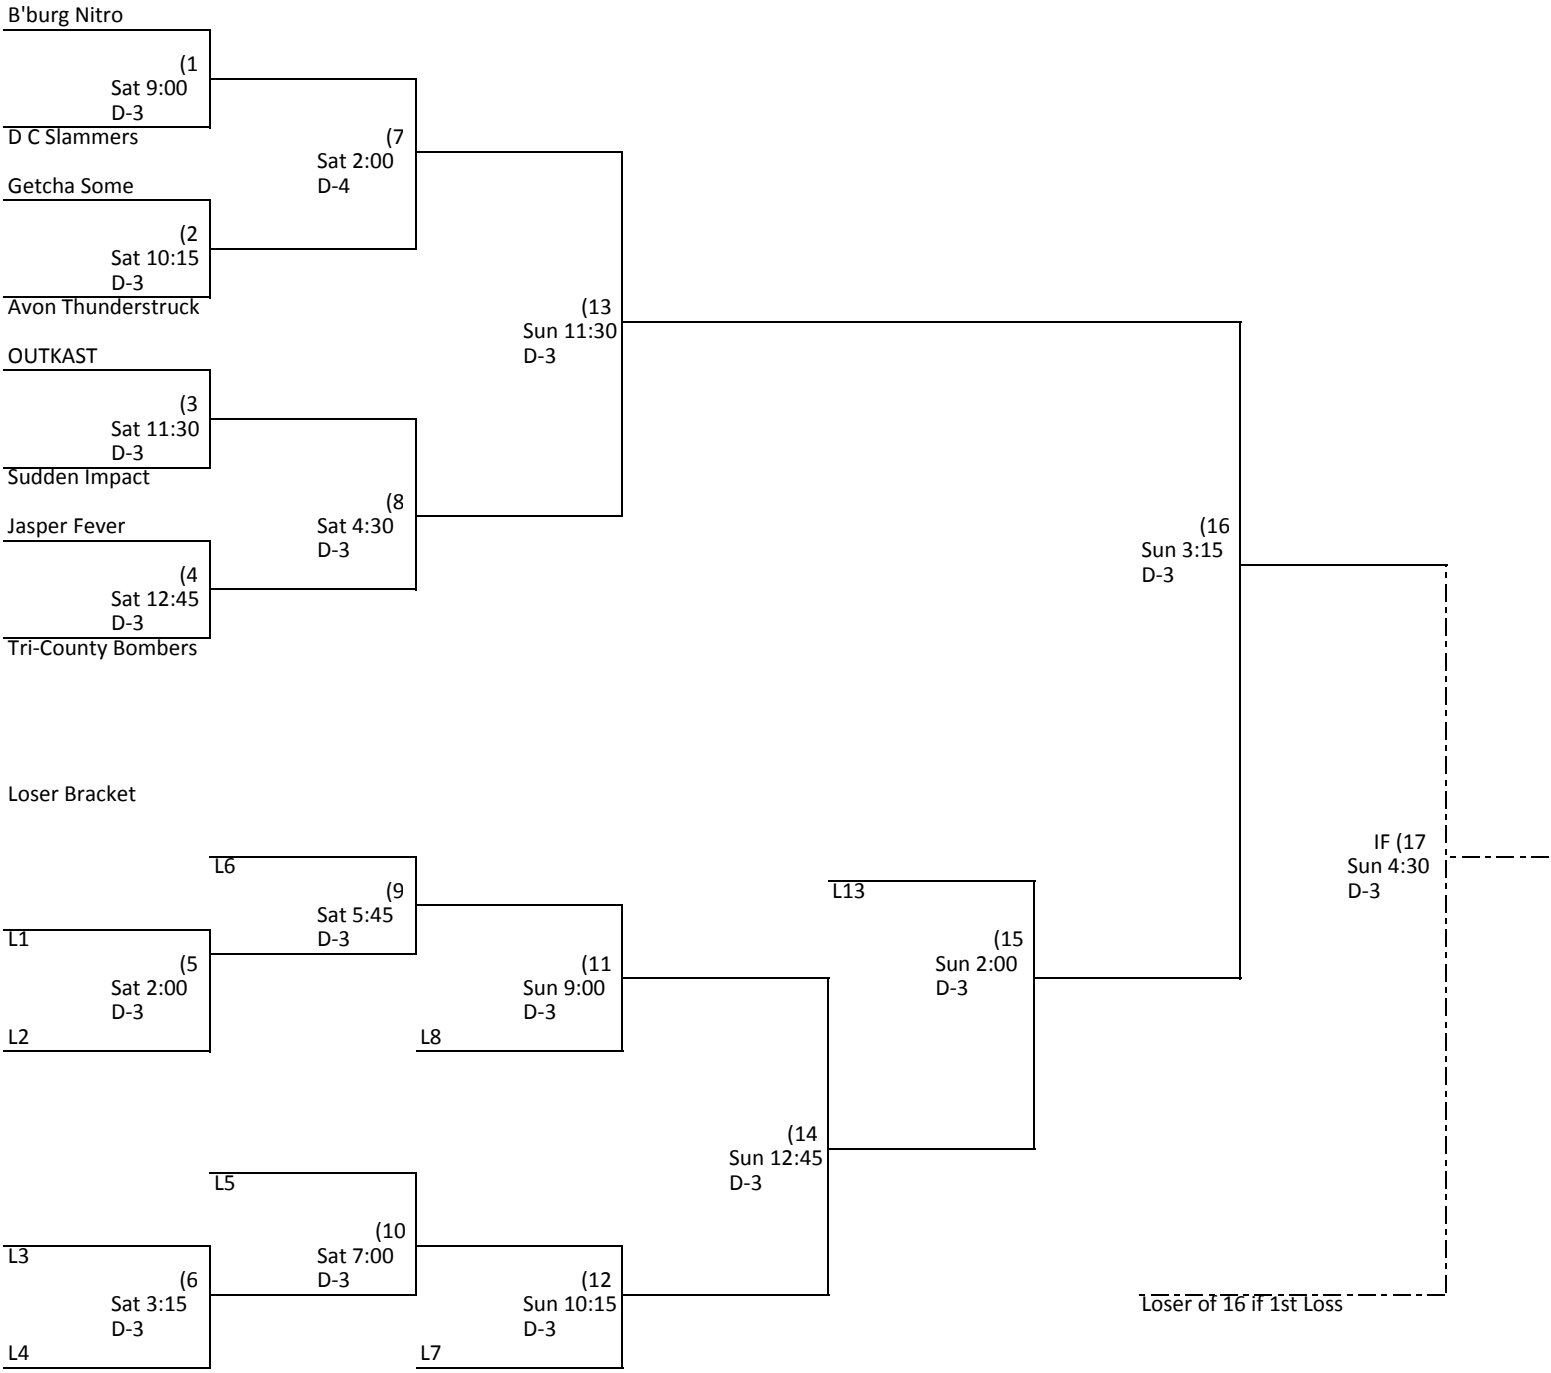 B'burg Nitro
(1
Sat 9:00
D-3
D C Slammers
(7
Sat 2:00
D-4
Getcha Some
(2
Sat 10:15
D-3
Avon Thunderstruck
(13
Sun 11:30
D-3
OUTKAST
(3
Sat 11:30
D-3
Sudden Impact
(8
Sat 4:30
D-3
Jasper Fever
(4
Sat 12:45
D-3
Tri-County Bombers
(16
Sun 3:15
D-3
Loser Bracket
L6
(9
Sat 5:45
D-3
L1
(5
Sat 2:00
D-3
L2
(11
Sun 9:00
D-3
L8
L13
(15
Sun 2:00
D-3
IF (17
Sun 4:30
D-3
(14
Sun 12:45
D-3
L5
(10
Sat 7:00
D-3
L3
(6
Sat 3:15
D-3
L4
(12
Sun 10:15
D-3
L7
Loser of 16 if 1st Loss